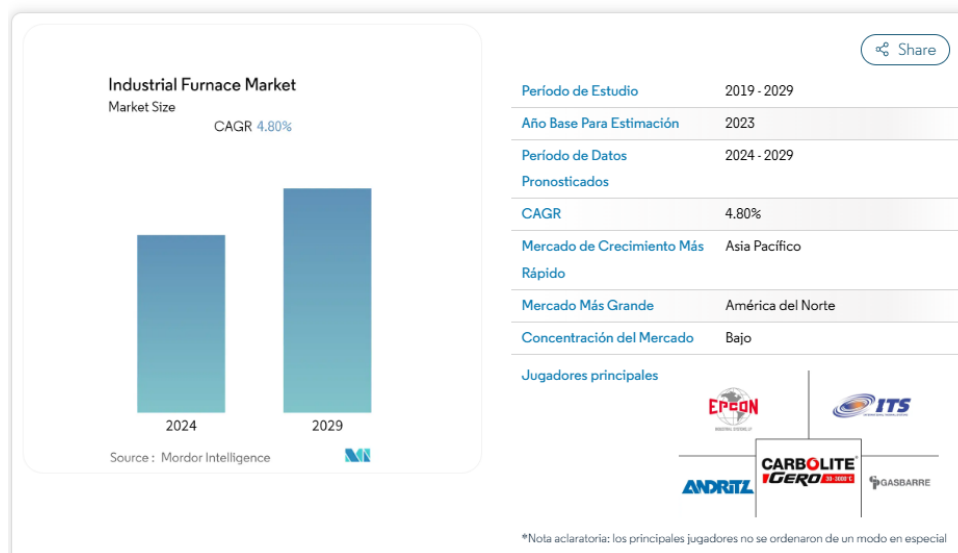 Share
Industrial Furnace Market
Market Size
CAGR 4.80%
2024
2029
Source : Mordor Intelligence
Período de Estudio 2019 - 2029
Año Base Para Estimación 2023
Período de Datos 2024 - 2029
Pronosticados
CAGR 4.80%
Mercado de Crecimiento Más Asia Pacífico
Rápido
Mercado Más Grande América del Norte
Concentración del Mercado Bajo
Jugadores principales
EPCON
ITS
ANDRITZ
CARBOLITE
GERO 30-3000°C
GASBARRE
*Nota aclaratoria: los principales jugadores no se ordenaron de un modo en especial